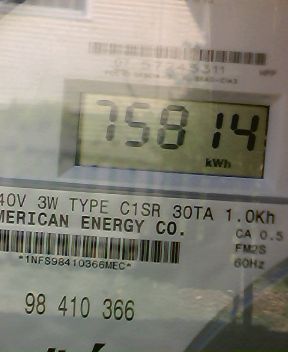 75814
kWh
40V 3W TYPE C1SR 30TA 1.0Kh
MERICAN ENERGY CO.
CA 0.5
FM2S
60Hz
*1NFS98410366MEC*
98 410 366